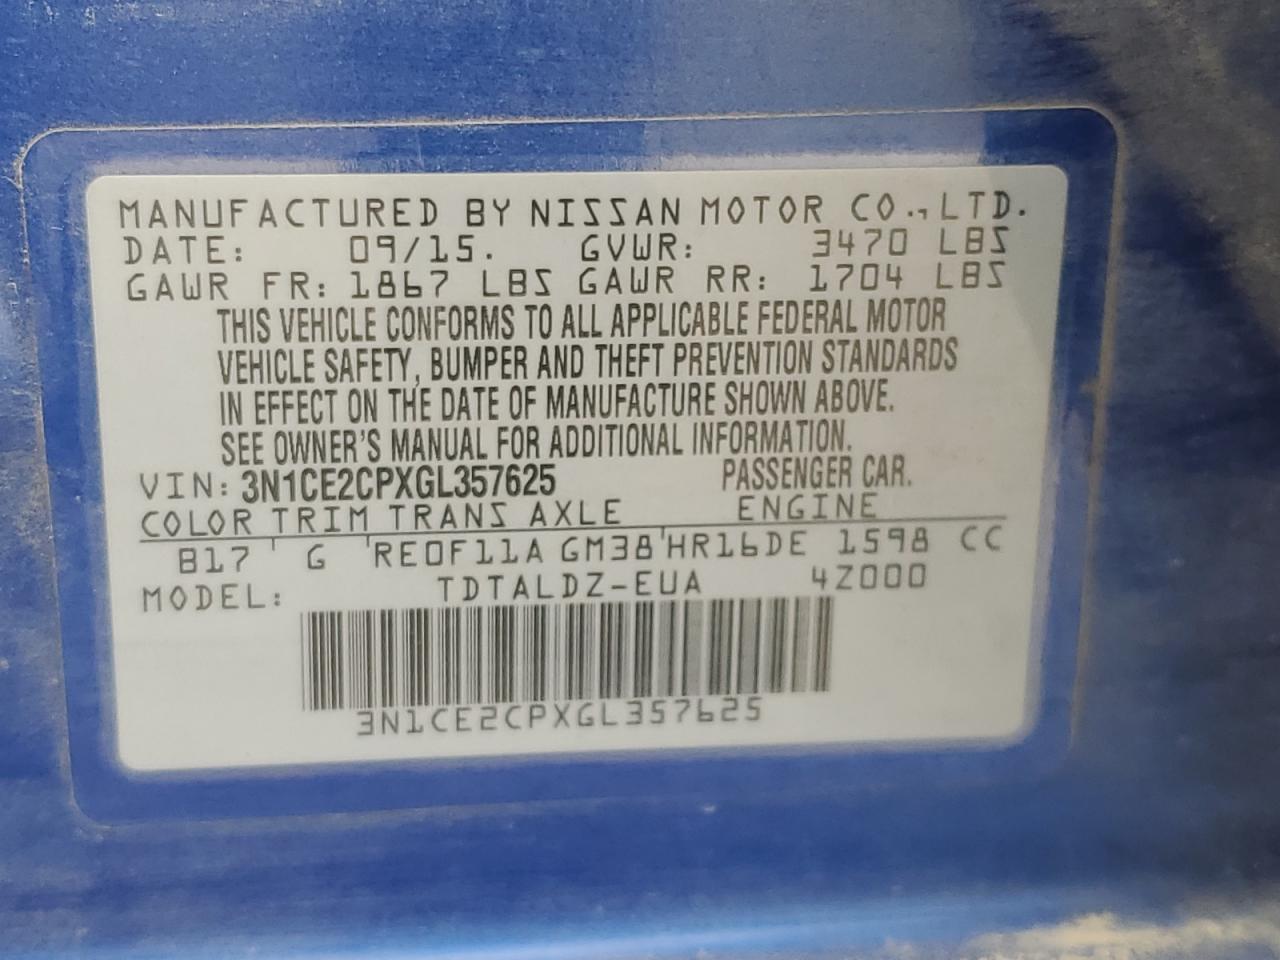 MANUFACTURED BY NISSAN MOTOR CO., LTD.
DATE: 09/15. GVWR: 3470 LBS
GAWR FR: 1867 LBS GAWR RR: 1704 LBS
THIS VEHICLE CONFORMS TO ALL APPLICABLE FEDERAL MOTOR
VEHICLE SAFETY, BUMPER AND THEFT PREVENTION STANDARDS
IN EFFECT ON THE DATE OF MANUFACTURE SHOWN ABOVE.
SEE OWNER'S MANUAL FOR ADDITIONAL INFORMATION.
VIN: 3N1CE2CPXGL357625 PASSENGER CAR.
COLOR TRIM TRANS AXLE ENGINE
B17 ' G 'RE0F11A GM38'HR16DE 1598 CC
MODEL: TDTALDZ-EUA 4Z000
3N1CE2CPXGL357625